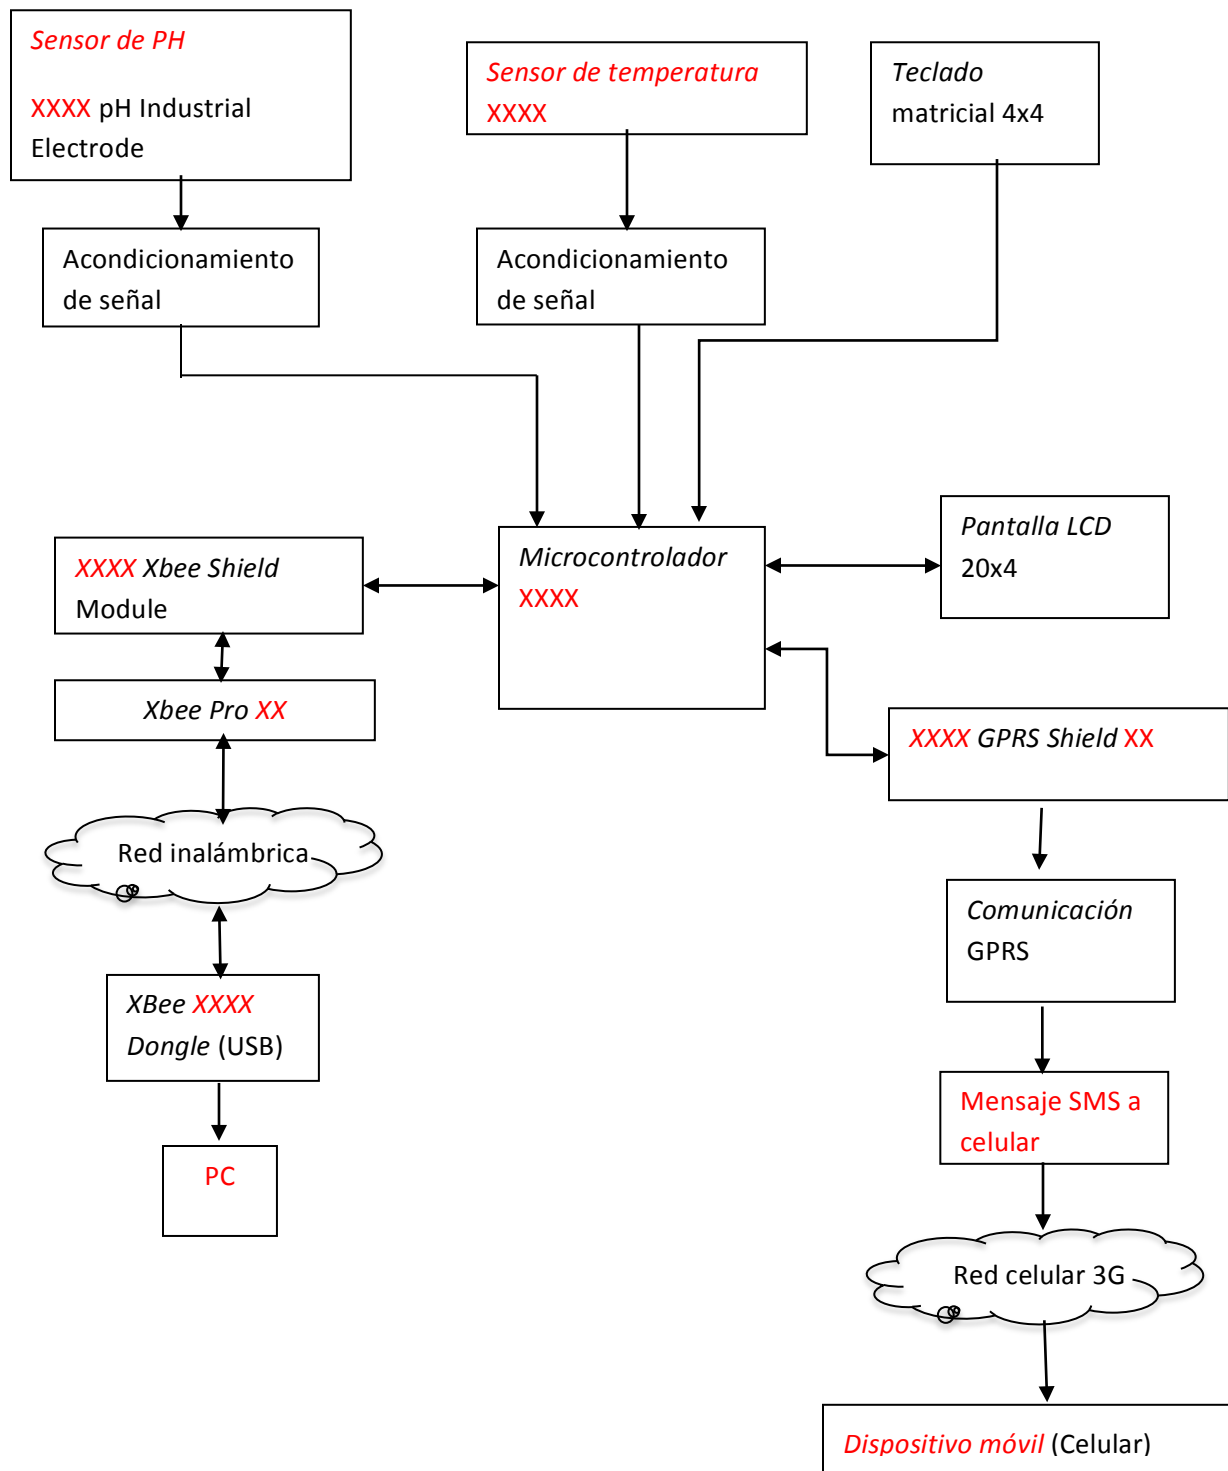 Sensor de PH
XXXX pH Industrial
Electrode
Sensor de temperatura
XXXX
Teclado
matricial 4x4
Acondicionamiento
de señal
Acondicionamiento
de señal
Microcontrolador
XXXX
Pantalla LCD
20x4
XXXX Xbee Shield
Module
Xbee Pro XX
XXXX GPRS Shield XX
Red inalámbrica
Comunicación
GPRS
XBee XXXX
Dongle (USB)
Mensaje SMS a
celular
PC
Red celular 3G
Dispositivo móvil (Celular)